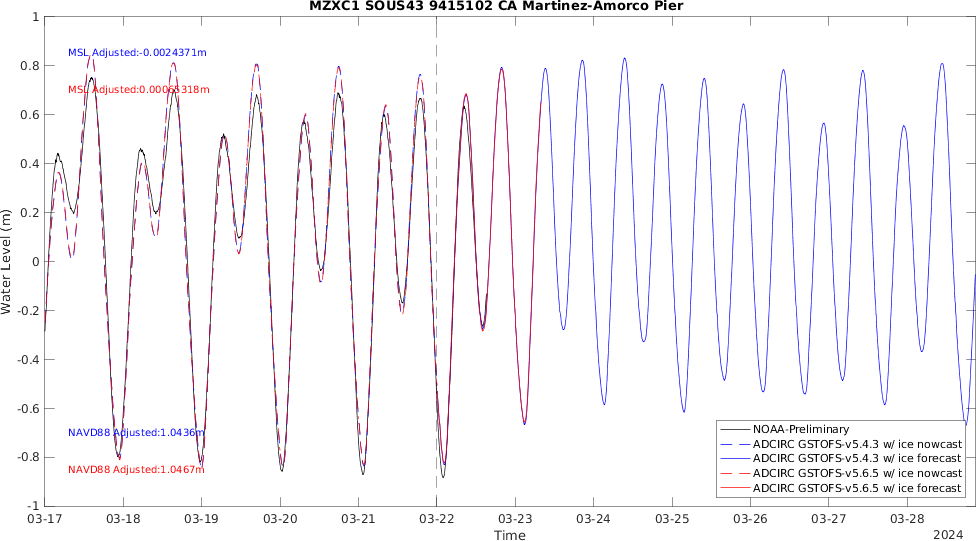 MZXC1 SOUS43 9415102 CA Martinez-Amorco Pier
1
0.8
0.6
0.4
0.2
0
-0.2
-0.4
-0.6
-0.8
-1
Water Level (m)
MSL Adjusted:-0.0024371m
MSL Adjusted:0.00065318m
NAVD88 Adjusted:1.0436m
NAVD88 Adjusted:1.0467m
NOAA-Preliminary
ADCIRC GSTOFS-v5.4.3 w/ ice nowcast
ADCIRC GSTOFS-v5.4.3 w/ ice forecast
ADCIRC GSTOFS-v5.6.5 w/ ice nowcast
ADCIRC GSTOFS-v5.6.5 w/ ice forecast
03-17 03-18 03-19 03-20 03-21 03-22 03-23 03-24 03-25 03-26 03-27 03-28
Time
2024